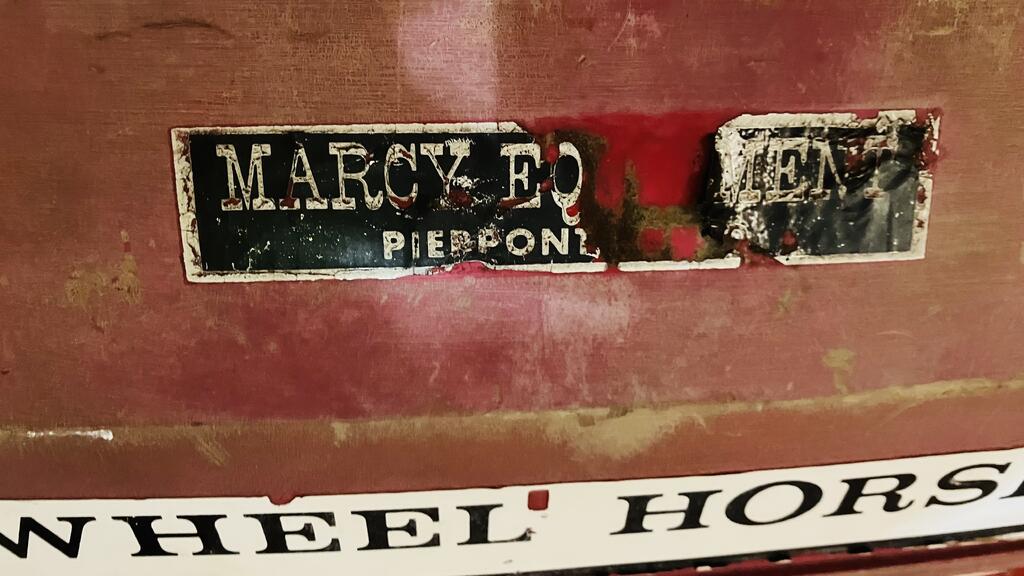 MARCY EQ MENT
PIERPONT
WHEEL HORS